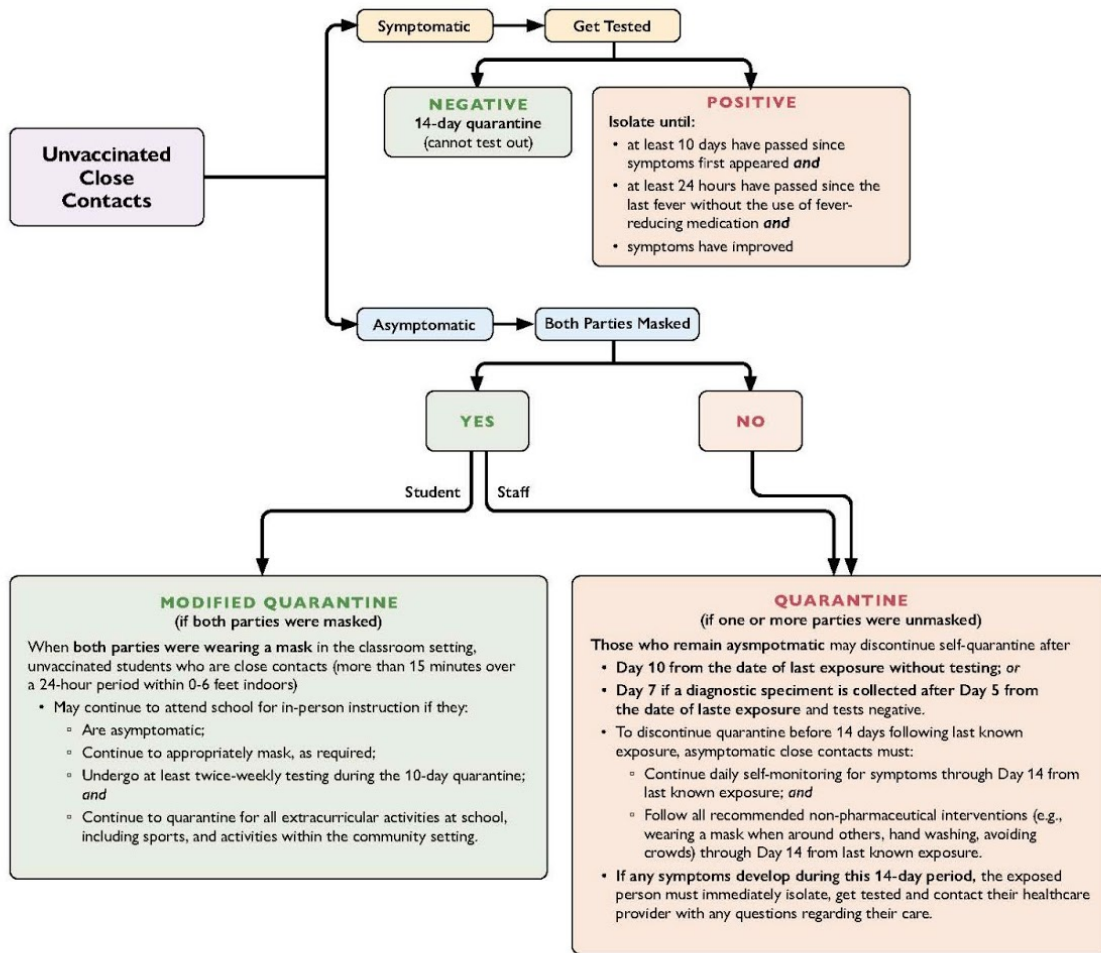 Symptomatic
Get Tested
NEGATIVE
14-day quarantine
(cannot test out)
POSITIVE
Isolate until:
• at least 10 days have passed since
symptoms first appeared and
• at least 24 hours have passed since the
last fever without the use of fever-
reducing medication and
• symptoms have improved
Unvaccinated
Close
Contacts
Asymptomatic
Both Parties Masked
YES
NO
Student
Staff
MODIFIED QUARANTINE
(if both parties were masked)
When both parties were wearing a mask in the classroom setting,
unvaccinated students who are close contacts (more than 15 minutes over
a 24-hour period within 0-6 feet indoors)
• May continue to attend school for in-person instruction if they:
▫ Are asymptomatic;
▫ Continue to appropriately mask, as required;
▫ Undergo at least twice-weekly testing during the 10-day quarantine;
and
▫ Continue to quarantine for all extracurricular activities at school,
including sports, and activities within the community setting.
QUARANTINE
(if one or more parties were unmasked)
Those who remain aysmpotmatic may discontinue self-quarantine after
• Day 10 from the date of last exposure without testing; or
• Day 7 if a diagnostic speciment is collected after Day 5 from
the date of laste exposure and tests negative.
• To discontinue quarantine before 14 days following last known
exposure, asymptomatic close contacts must:
▫ Continue daily self-monitoring for symptoms through Day 14 from
last known exposure; and
▫ Follow all recommended non-pharmaceutical interventions (e.g.,
wearing a mask when around others, hand washing, avoiding
crowds) through Day 14 from last known exposure.
• If any symptoms develop during this 14-day period, the exposed
person must immediately isolate, get tested and contact their healthcare
provider with any questions regarding their care.